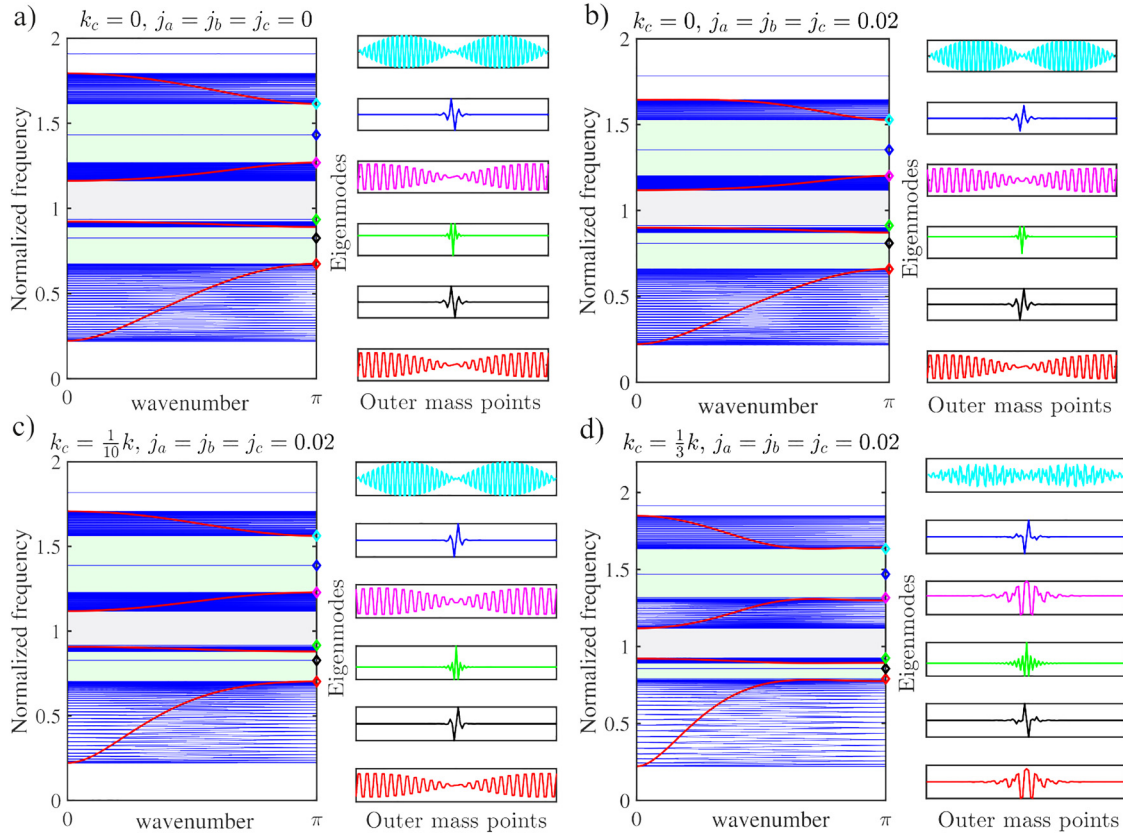 a)
k_c = 0, j_a = j_b = j_c = 0
2
1.5
1
0.5
0
Normalized frequency
0
π
wavenumber
Eigenmodes
Outer mass points
b)
k_c = 0, j_a = j_b = j_c = 0.02
2
1.5
1
0.5
0
Normalized frequency
0
π
wavenumber
Eigenmodes
Outer mass points
c)
k_c = 1/10 k, j_a = j_b = j_c = 0.02
2
1.5
1
0.5
0
Normalized frequency
0
π
wavenumber
Eigenmodes
Outer mass points
d)
k_c = 1/3 k, j_a = j_b = j_c = 0.02
2
1.5
1
0.5
0
Normalized frequency
0
π
wavenumber
Eigenmodes
Outer mass points